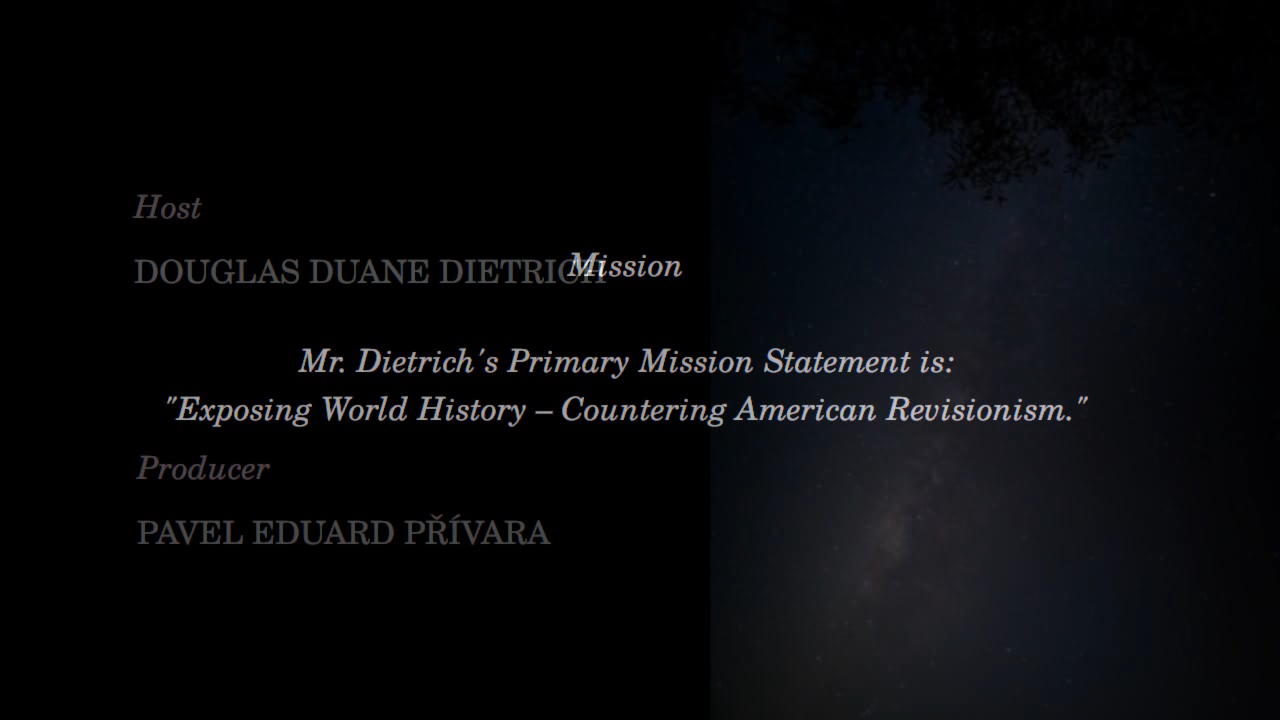 Host
DOUGLAS DUANE DIETRICH
Mission
Mr. Dietrich's Primary Mission Statement is:
"Exposing World History – Countering American Revisionism."
Producer
PAVEL EDUARD PŘÍVARA